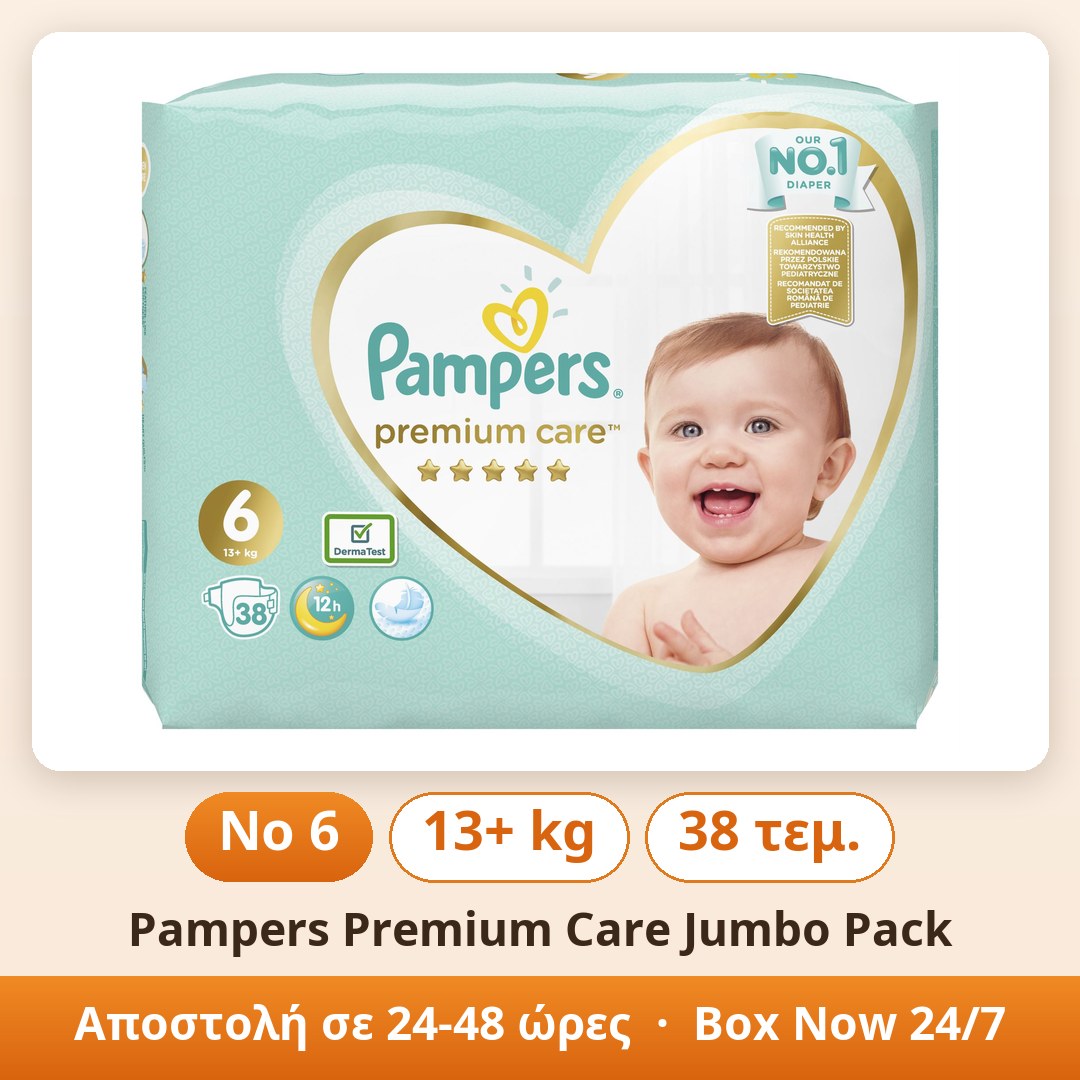 OUR
NO.1
DIAPER
RECOMMENDED BY
SKIN HEALTH
ALLIANCE
REKOMENDOWANA
PRZEZ POLSKIE
TOWARZYSTWO
PEDIATRYCZNE
RECOMANDAT DE
SOCIETATEA
ROMÂNĂ DE
PEDIATRIE
Pampers®
premium care™
6
13+ kg
DermaTest
38
12h
No 6
13+ kg
38 τεμ.
Pampers Premium Care Jumbo Pack
Αποστολή σε 24-48 ώρες · Box Now 24/7